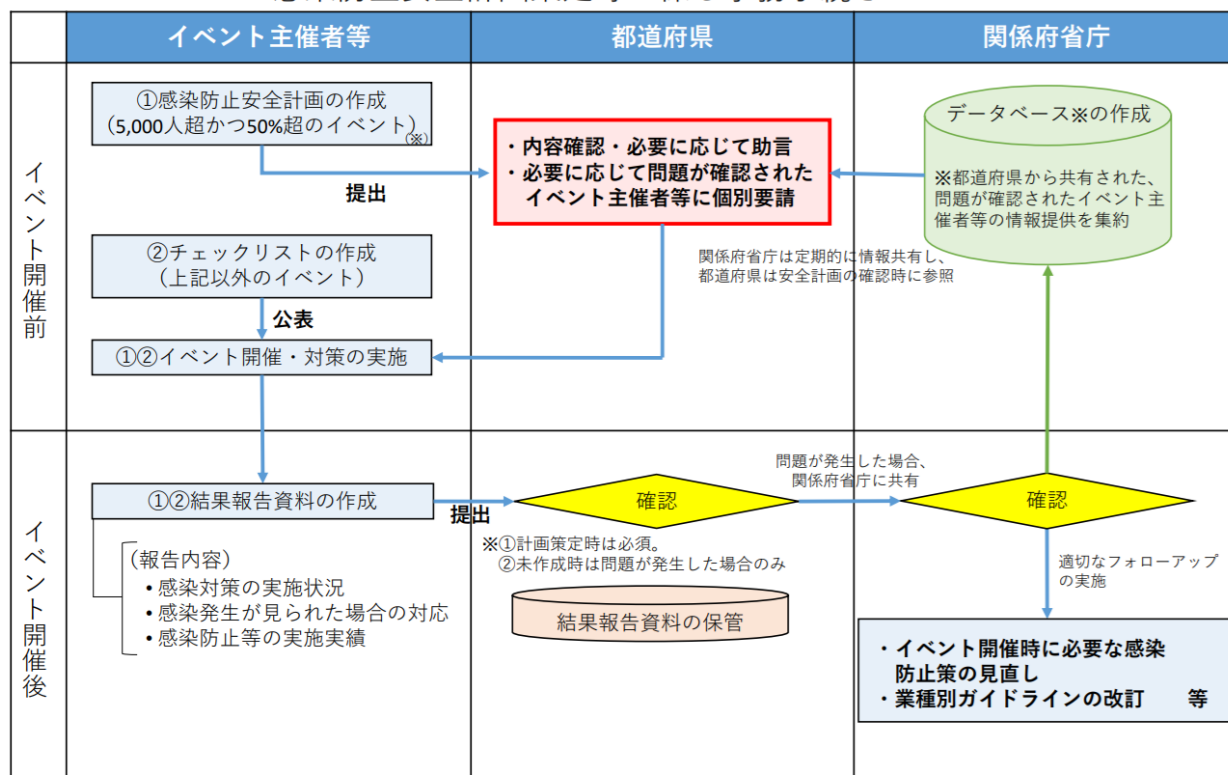 イベント主催者等
都道府県
関係府省庁
イベント開催前
①感染防止安全計画の作成
(5,000人超かつ50%超のイベント)
(※)
提出
②チェックリストの作成
(上記以外のイベント)
公表
①②イベント開催・対策の実施
・内容確認・必要に応じて助言
・必要に応じて問題が確認された
イベント主催者等に個別要請
データベース※の作成
※都道府県から共有された、
問題が確認されたイベント主
催者等の情報提供を集約
関係府省庁は定期的に情報共有し、
都道府県は安全計画の確認時に参照
イベント開催後
①②結果報告資料の作成
提出
(報告内容)
• 感染対策の実施状況
• 感染発生が見られた場合の対応
• 感染防止等の実施実績
確認
※①計画策定時は必須。
②未作成時は問題が発生した場合のみ
結果報告資料の保管
問題が発生した場合、
関係府省庁に共有
確認
適切なフォローアップ
の実施
・イベント開催時に必要な感染
防止策の見直し
・業種別ガイドラインの改訂 等